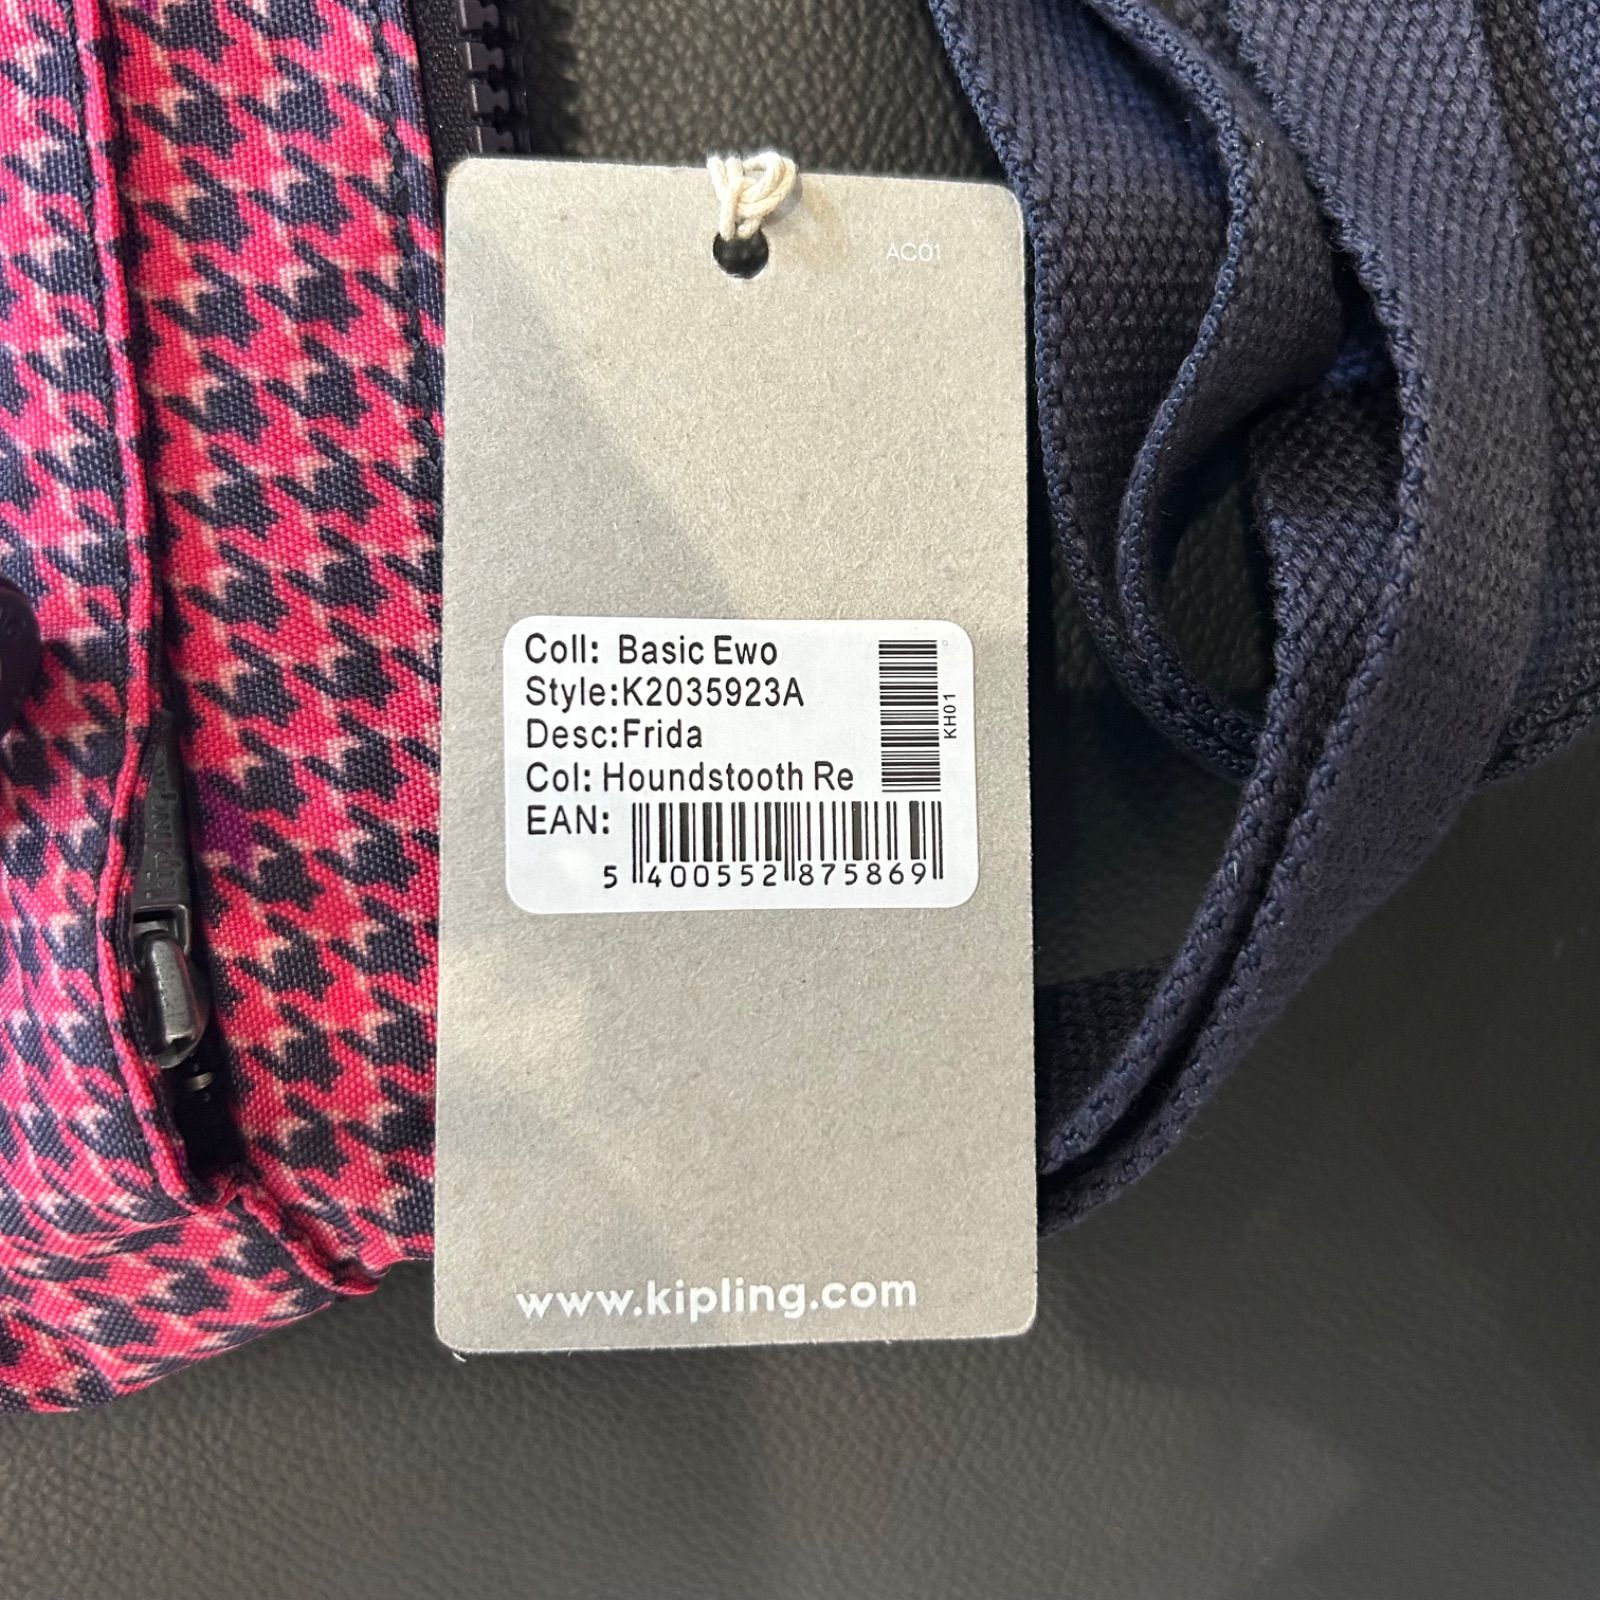 AC01
Coll: Basic Ewo
Style:K2035923A
Desc:Frida
Col: Houndstooth Re
EAN:
5 400552 875869
KH01
www.kipling.com
KIPLING